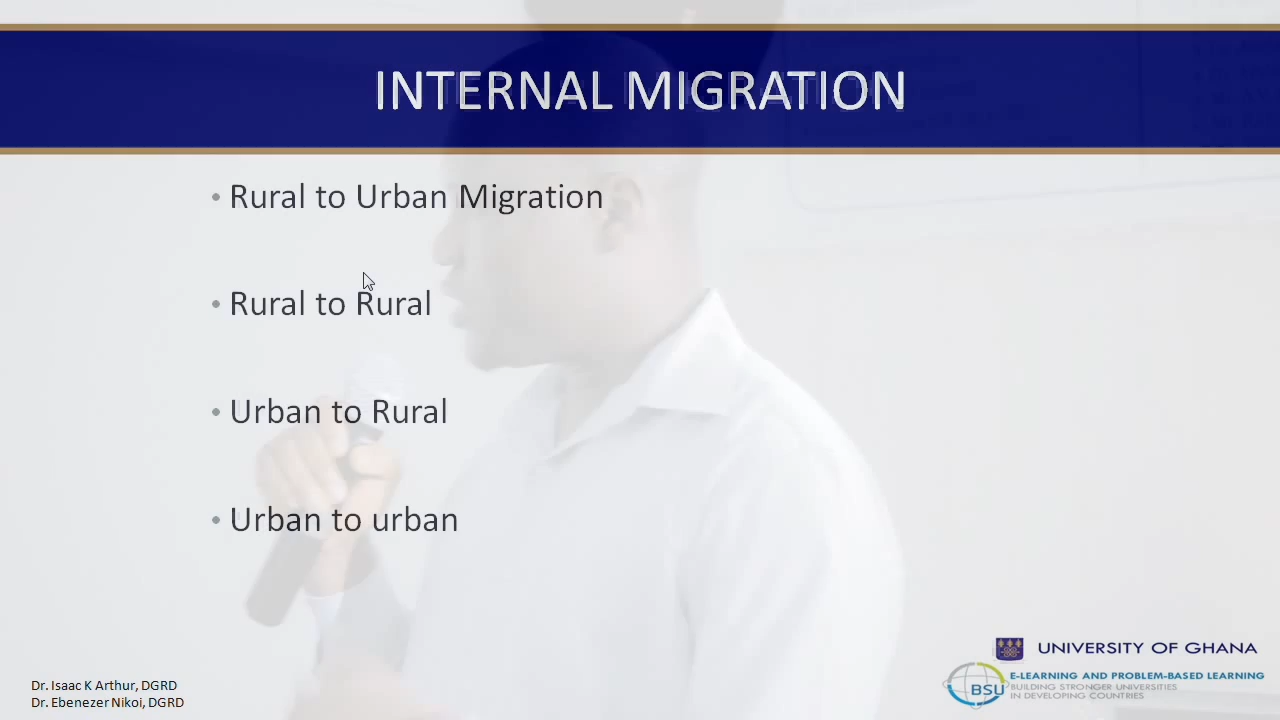 INTERNAL MIGRATION
• Rural to Urban Migration
• Rural to Rural
• Urban to Rural
• Urban to urban
UNIVERSITY OF GHANA
BSU
E-LEARNING AND PROBLEM-BASED LEARNING
BUILDING STRONGER UNIVERSITIES
IN DEVELOPING COUNTRIES
Dr. Isaac K Arthur, DGRD
Dr. Ebenezer Nikoi, DGRD